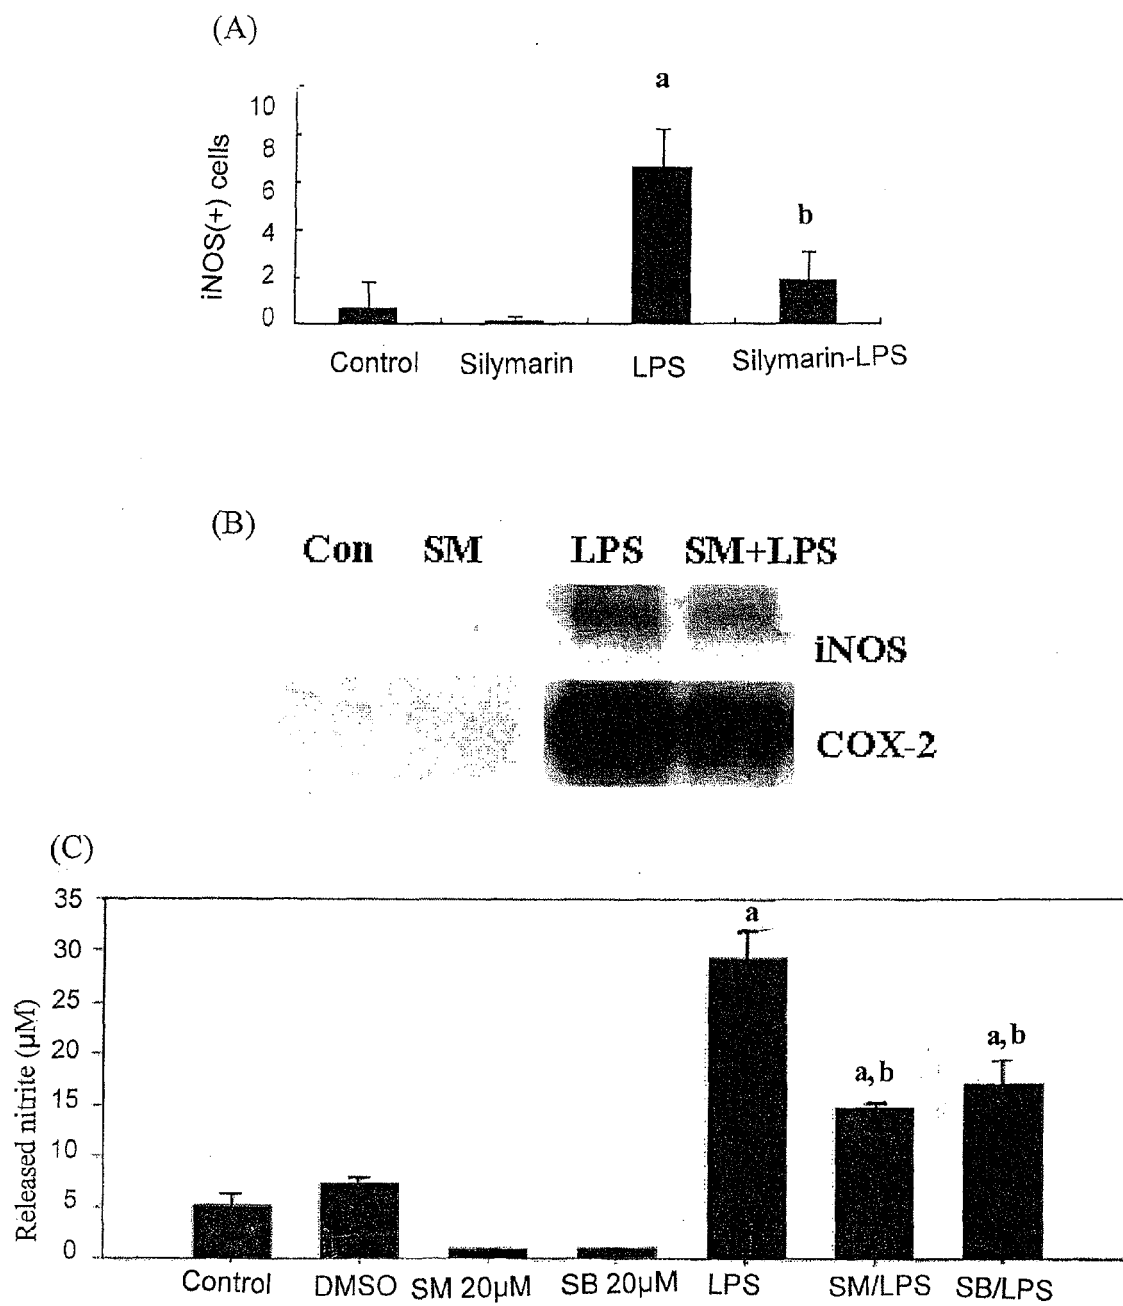 (A)
a
10
8
b
6
4
2
0
iNOS(+) cells
Control Silymarin LPS Silymarin-LPS
(B)
Con SM LPS SM+LPS
iNOS
COX-2
(C)
35
a
30
25
20
a,b
a,b
15
10
5
0
Released nitrite (µM)
Control DMSO SM 20µM SB 20µM LPS SM/LPS SB/LPS